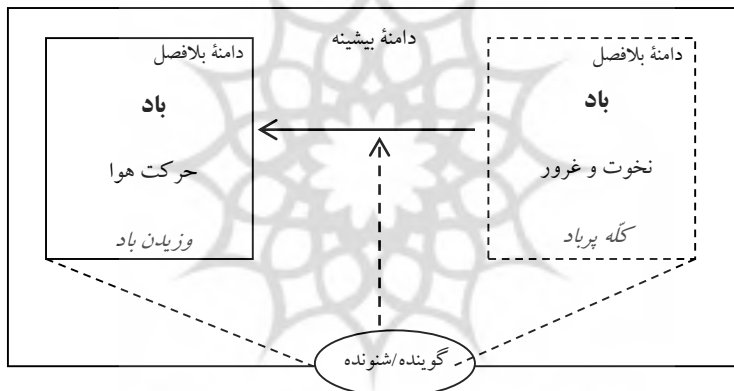 دامنهٔ بیشینه
دامنهٔ بلافصل
باد
نخوت و غرور
کلّه پرباد
دامنهٔ بلافصل
باد
حرکت هوا
وزیدن باد
گوینده/شنونده